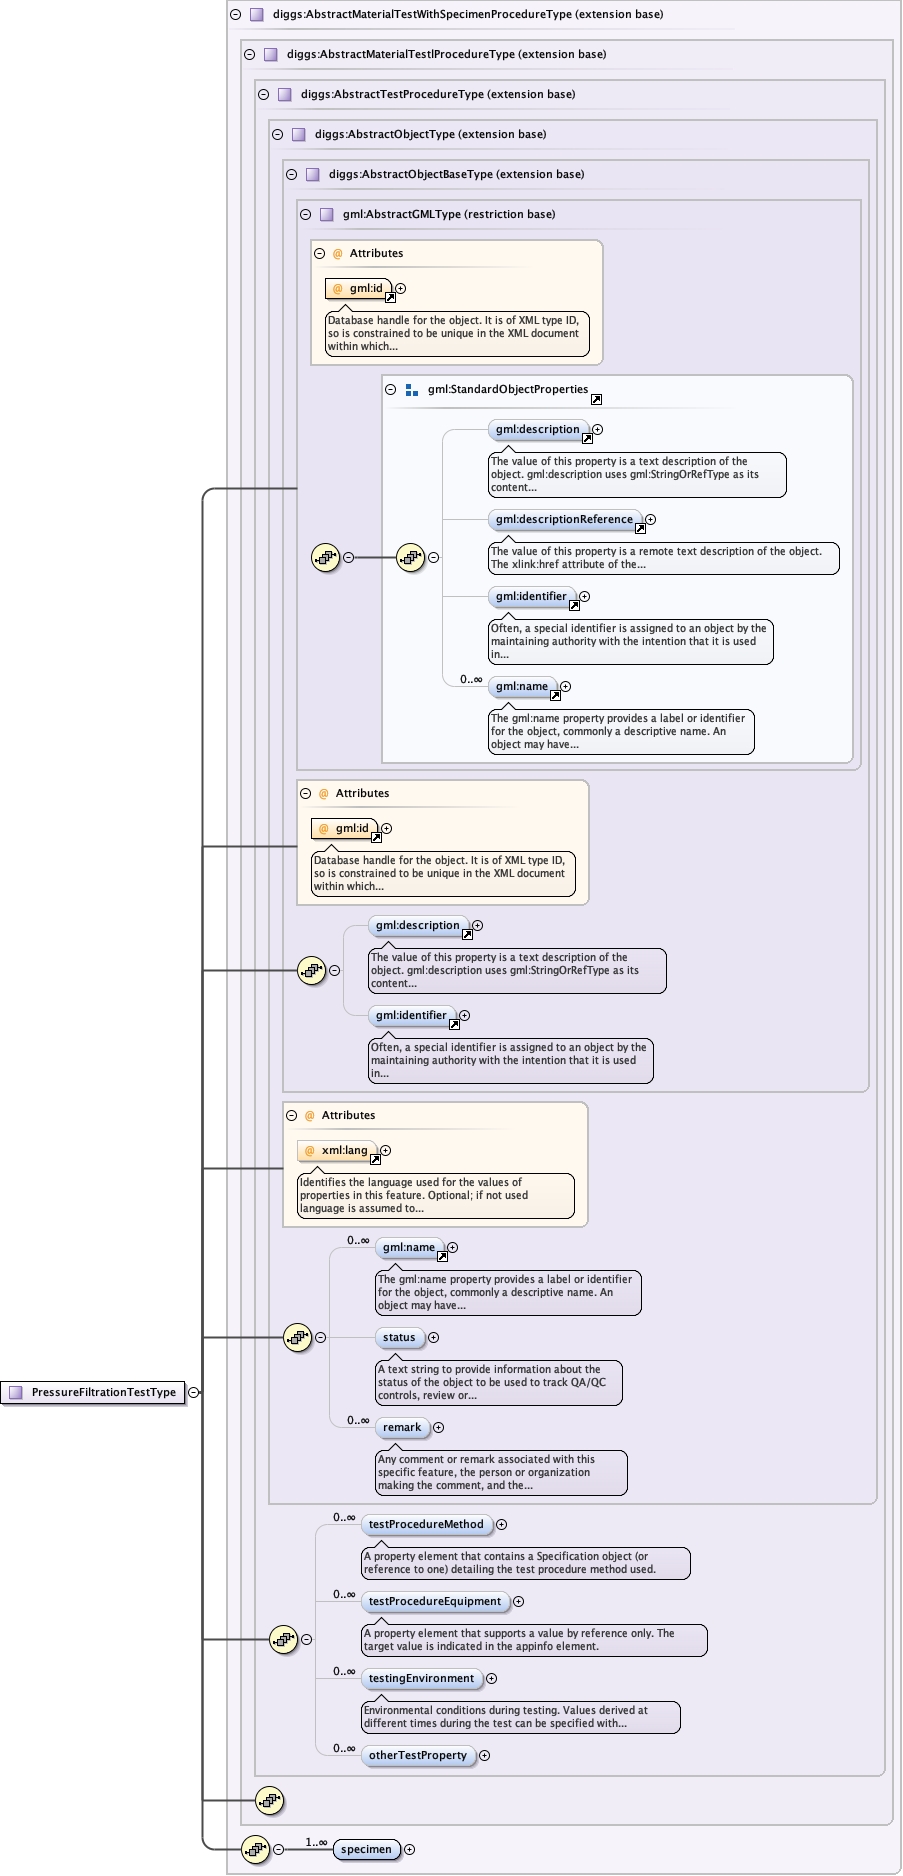 diggs:AbstractMaterialTestWithSpecimenProcedureType (extension base)
diggs:AbstractMaterialTestlProcedureType (extension base)
diggs:AbstractTestProcedureType (extension base)
diggs:AbstractObjectType (extension base)
diggs:AbstractObjectBaseType (extension base)
gml:AbstractGMLType (restriction base)
@ Attributes
@ gml:id
Database handle for the object. It is of XML type ID,
so is constrained to be unique in the XML document
within which...
gml:StandardObjectProperties
gml:description
The value of this property is a text description of the
object. gml:description uses gml:StringOrRefType as its
content...
gml:descriptionReference
The value of this property is a remote text description of the object.
The xlink:href attribute of the...
gml:identifier
Often, a special identifier is assigned to an object by the
maintaining authority with the intention that it is used
in...
0..∞ gml:name
The gml:name property provides a label or identifier
for the object, commonly a descriptive name. An
object may have...
@ Attributes
@ gml:id
Database handle for the object. It is of XML type ID,
so is constrained to be unique in the XML document
within which...
gml:description
The value of this property is a text description of the
object. gml:description uses gml:StringOrRefType as its
content...
gml:identifier
Often, a special identifier is assigned to an object by the
maintaining authority with the intention that it is used
in...
@ Attributes
@ xml:lang
Identifies the language used for the values of
properties in this feature. Optional; if not used
language is assumed to...
0..∞ gml:name
The gml:name property provides a label or identifier
for the object, commonly a descriptive name. An
object may have...
status
A text string to provide information about the
status of the object to be used to track QA/QC
controls, review or...
PressureFiltrationTestType
0..∞ remark
Any comment or remark associated with this
specific feature, the person or organization
making the comment, and the...
0..∞ testProcedureMethod
A property element that contains a Specification object (or
reference to one) detailing the test procedure method used.
0..∞ testProcedureEquipment
A property element that supports a value by reference only. The
target value is indicated in the appinfo element.
0..∞ testingEnvironment
Environmental conditions during testing. Values derived at
different times during the test can be specified with...
0..∞ otherTestProperty
1..∞ specimen